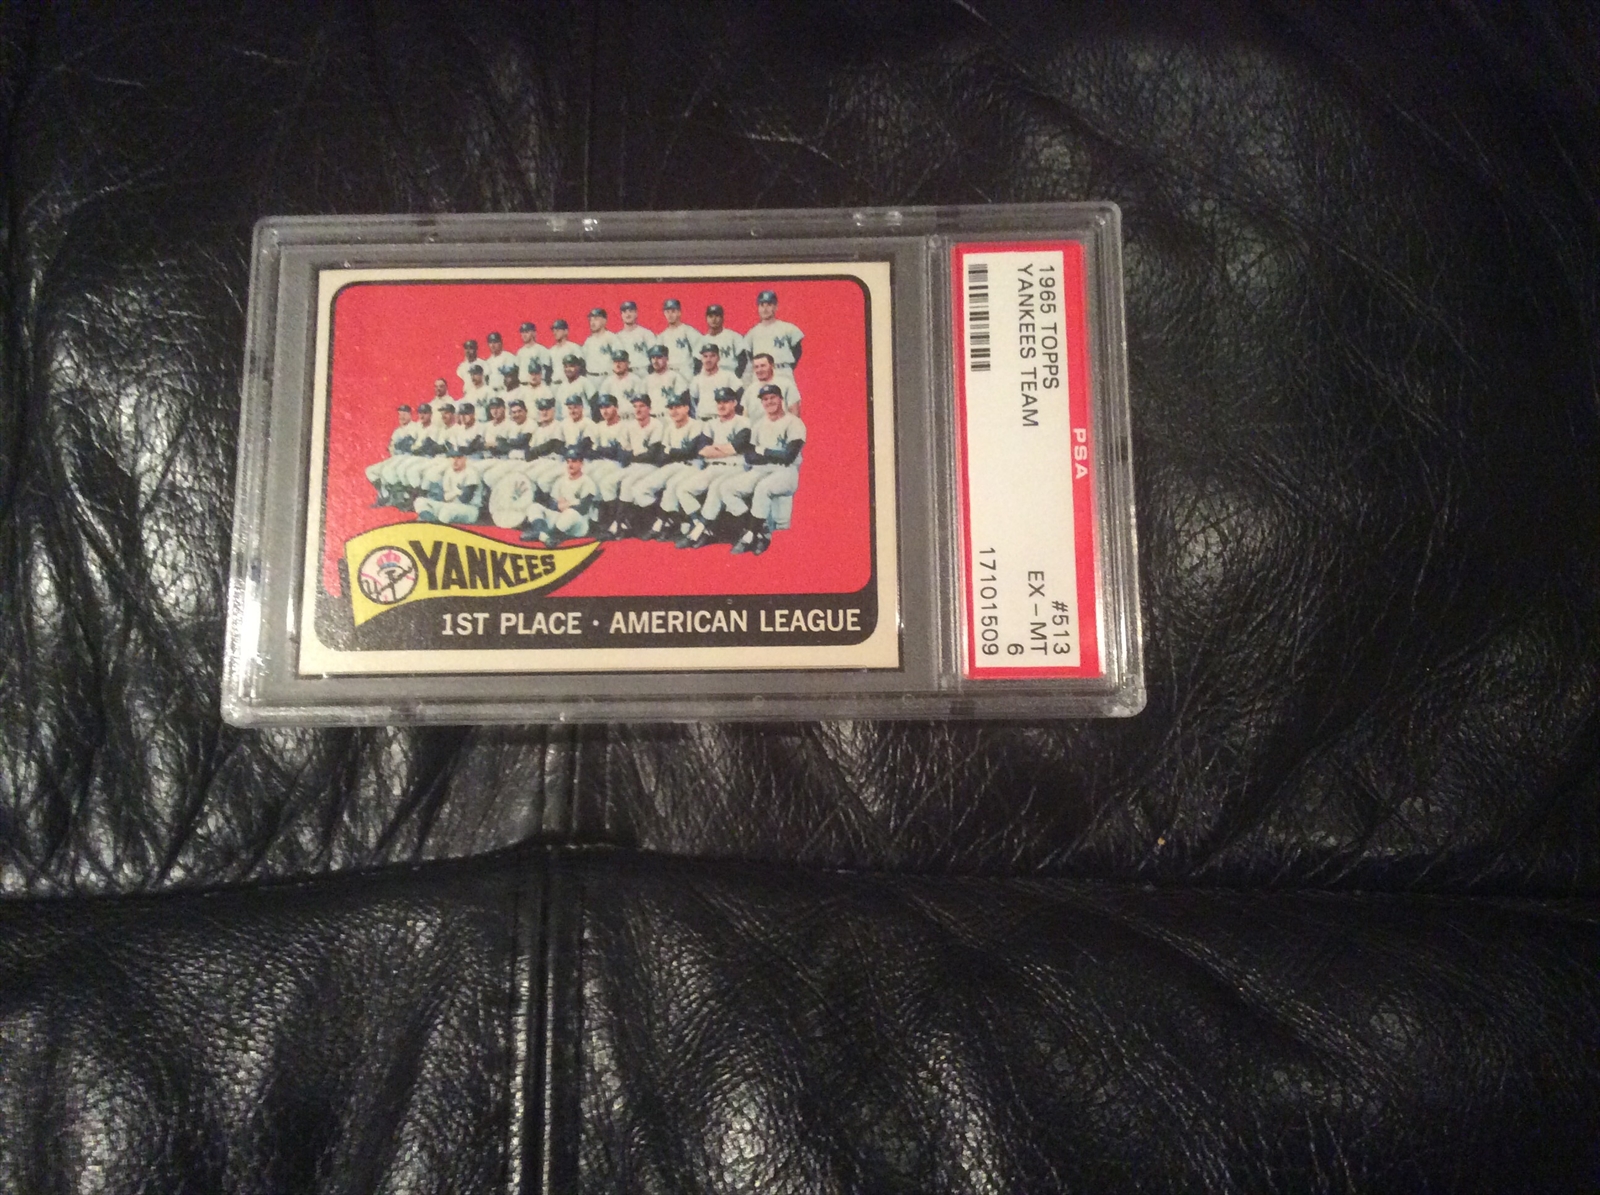 YANKEES
1ST PLACE · AMERICAN LEAGUE
PSA
1965 TOPPS #513
YANKEES TEAM EX-MT
6
17101509